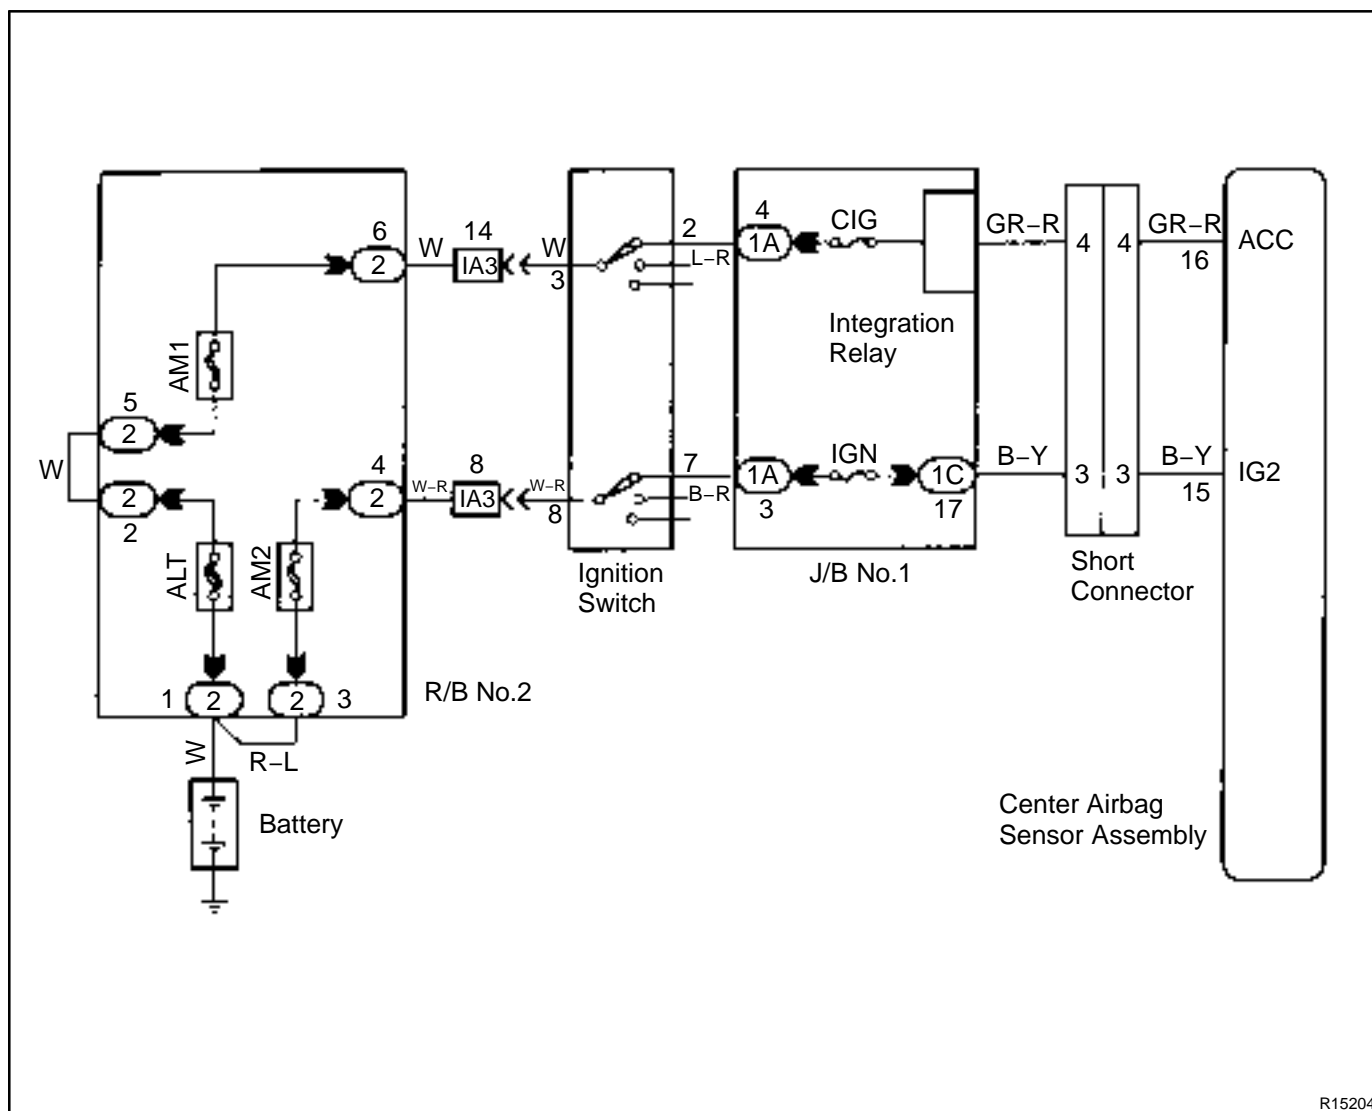 6
W
14
W
2
4
CIG
GR–R
GR–R
ACC
2
IA3
3
L–R
1A
4
4
16
AM1
Integration
Relay
5
2
W
2
2
4
W–R
8
W–R
7
IGN
B–Y
B–Y
IG2
2
IA3
8
B–R
1A
1C
3
3
15
3
17
ALT
AM2
Ignition
Switch
J/B No.1
Short
Connector
1
2
2
3
R/B No.2
W
R–L
Battery
Center Airbag
Sensor Assembly
R15204